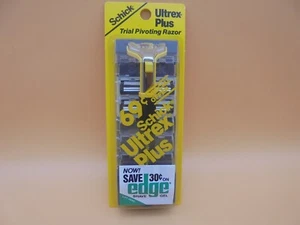 Schick
Ultrex
Plus
Trial Pivoting Razor
69¢
Schick
Ultrex
Plus
NOW!
SAVE 30¢ ON
edge